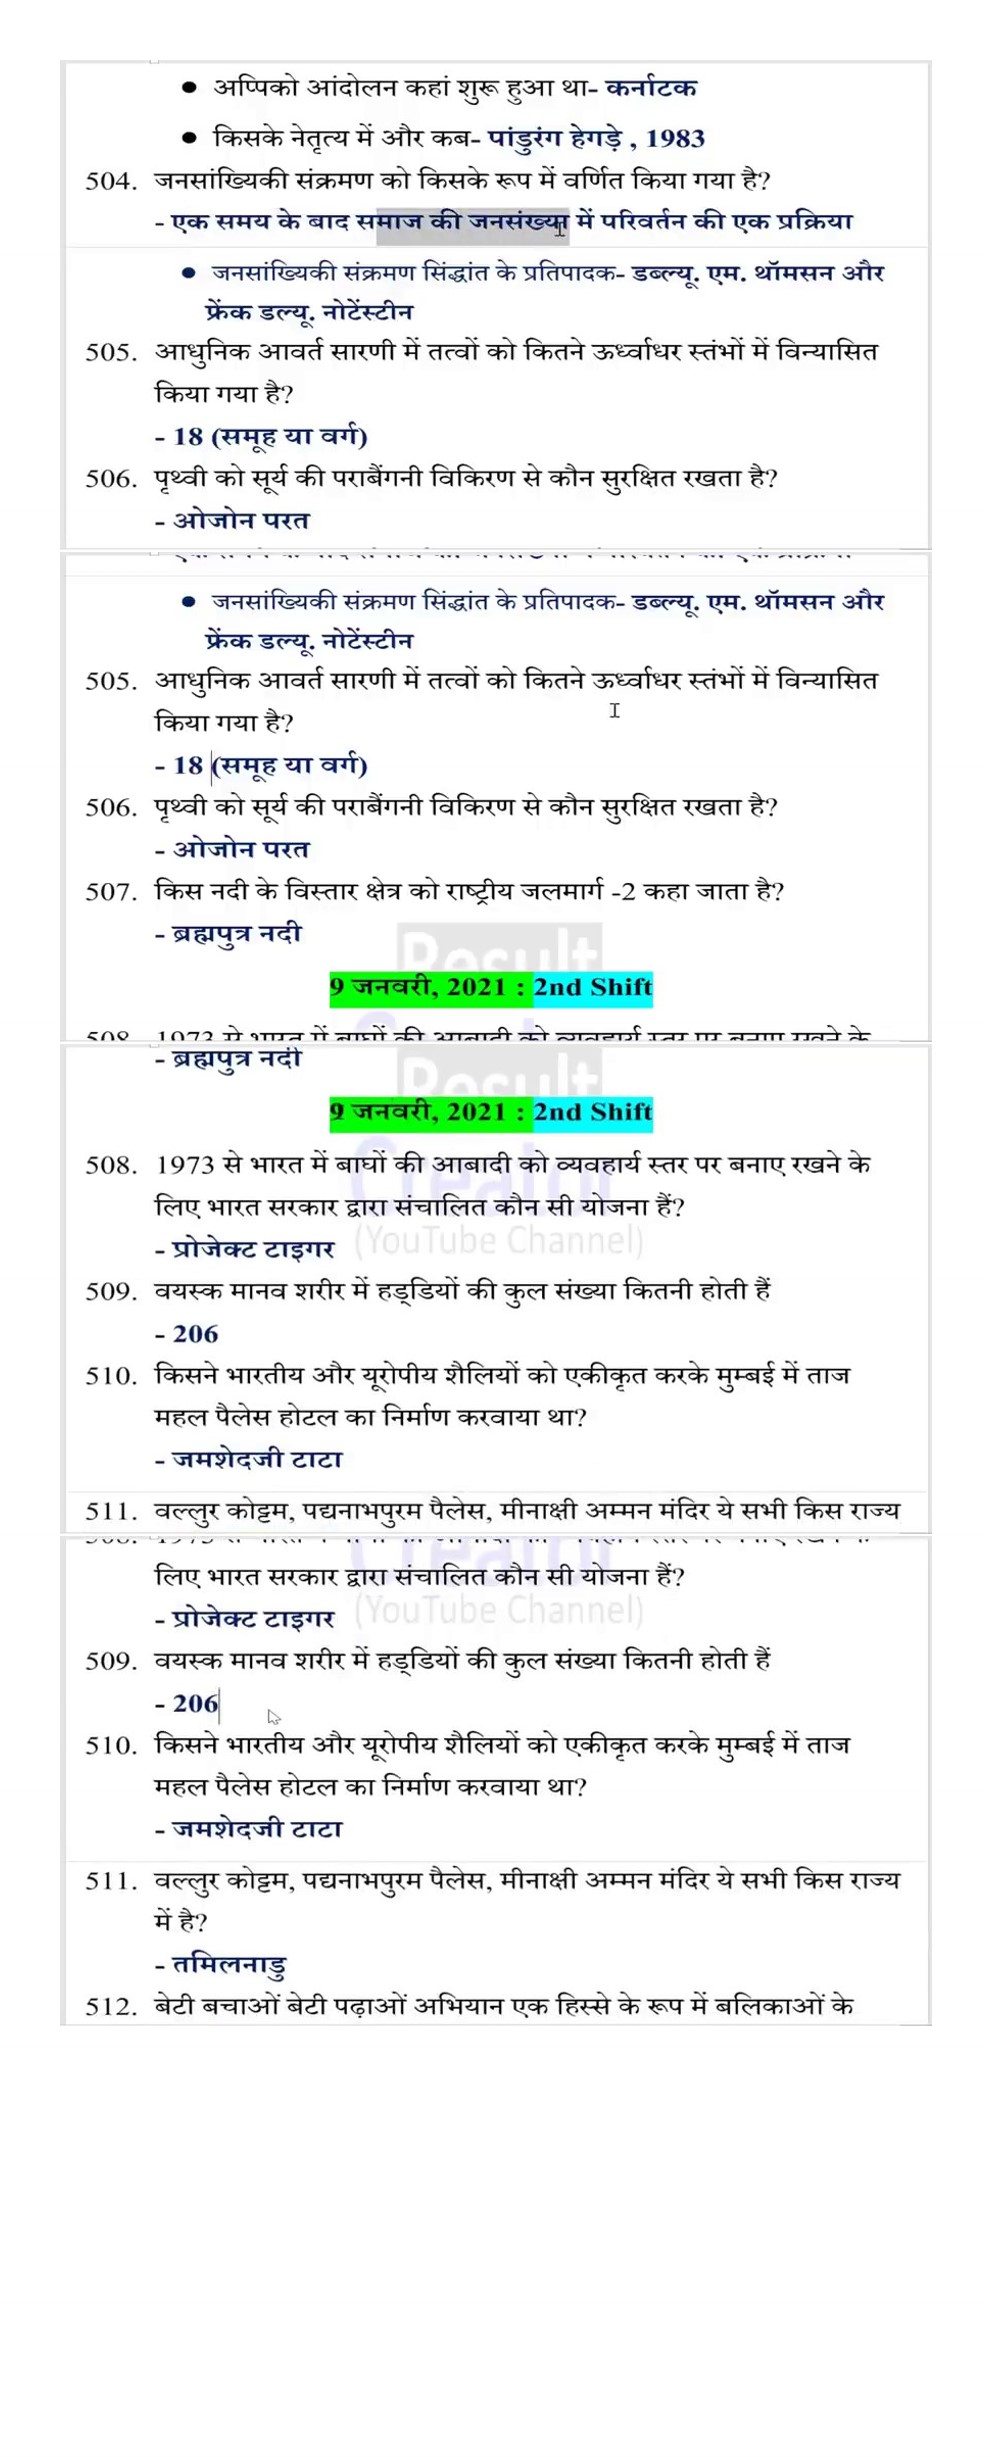 • अप्पिको आंदोलन कहां शुरू हुआ था- कर्नाटक
• किसके नेतृत्य में और कब- पांडुरंग हेगड़े , 1983
504. जनसांख्यिकी संक्रमण को किसके रूप में वर्णित किया गया है?
- एक समय के बाद समाज की जनसंख्या में परिवर्तन की एक प्रक्रिया
• जनसांख्यिकी संक्रमण सिंद्धांत के प्रतिपादक- डब्ल्यू. एम. थॉमसन और
फ्रेंक डल्यू. नोटेंस्टीन
505. आधुनिक आवर्त सारणी में तत्वों को कितने ऊर्ध्वाधर स्तंभों में विन्यासित
किया गया है?
- 18 (समूह या वर्ग)
506. पृथ्वी को सूर्य की पराबैंगनी विकिरण से कौन सुरक्षित रखता है?
- ओजोन परत
• जनसांख्यिकी संक्रमण सिंद्धांत के प्रतिपादक- डब्ल्यू. एम. थॉमसन और
फ्रेंक डल्यू. नोटेंस्टीन
505. आधुनिक आवर्त सारणी में तत्वों को कितने ऊर्ध्वाधर स्तंभों में विन्यासित
किया गया है?
- 18 (समूह या वर्ग)
506. पृथ्वी को सूर्य की पराबैंगनी विकिरण से कौन सुरक्षित रखता है?
- ओजोन परत
507. किस नदी के विस्तार क्षेत्र को राष्ट्रीय जलमार्ग -2 कहा जाता है?
- ब्रह्मपुत्र नदी
Result
9 जनवरी, 2021 : 2nd Shift
508. 1973 से भारत में बाघों की आबादी को व्यवहार्य स्तर पर बनाए रखने के
- ब्रह्मपुत्र नदी
Result
9 जनवरी, 2021 : 2nd Shift
Creator
508. 1973 से भारत में बाघों की आबादी को व्यवहार्य स्तर पर बनाए रखने के
लिए भारत सरकार द्वारा संचालित कौन सी योजना हैं?
- प्रोजेक्ट टाइगर (YouTube Channel)
509. वयस्क मानव शरीर में हड्डियों की कुल संख्या कितनी होती हैं
- 206
510. किसने भारतीय और यूरोपीय शैलियों को एकीकृत करके मुम्बई में ताज
महल पैलेस होटल का निर्माण करवाया था?
- जमशेदजी टाटा
511. वल्लुर कोट्टम, पद्यनाभपुरम पैलेस, मीनाक्षी अम्मन मंदिर ये सभी किस राज्य
Creator
लिए भारत सरकार द्वारा संचालित कौन सी योजना हैं?
- प्रोजेक्ट टाइगर (YouTube Channel)
509. वयस्क मानव शरीर में हड्डियों की कुल संख्या कितनी होती हैं
- 206
510. किसने भारतीय और यूरोपीय शैलियों को एकीकृत करके मुम्बई में ताज
महल पैलेस होटल का निर्माण करवाया था?
- जमशेदजी टाटा
511. वल्लुर कोट्टम, पद्यनाभपुरम पैलेस, मीनाक्षी अम्मन मंदिर ये सभी किस राज्य
में है?
- तमिलनाडु
512. बेटी बचाओं बेटी पढ़ाओं अभियान एक हिस्से के रूप में बलिकाओं के